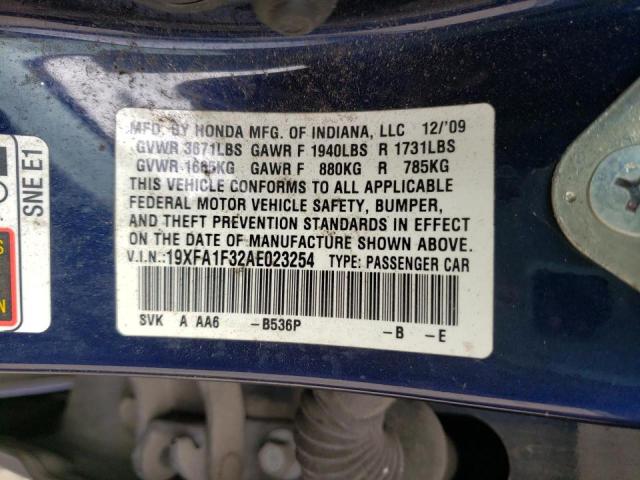 MFD. BY HONDA MFG. OF INDIANA, LLC 12/'09
GVWR 3671LBS GAWR F 1940LBS R 1731LBS
GVWR 1665KG GAWR F 880KG R 785KG
THIS VEHICLE CONFORMS TO ALL APPLICABLE
FEDERAL MOTOR VEHICLE SAFETY, BUMPER,
AND THEFT PREVENTION STANDARDS IN EFFECT
ON THE DATE OF MANUFACTURE SHOWN ABOVE.
V.I.N.:19XFA1F32AE023254 TYPE: PASSENGER CAR
SVK A AA6 -B536P -B -E
SNE E1